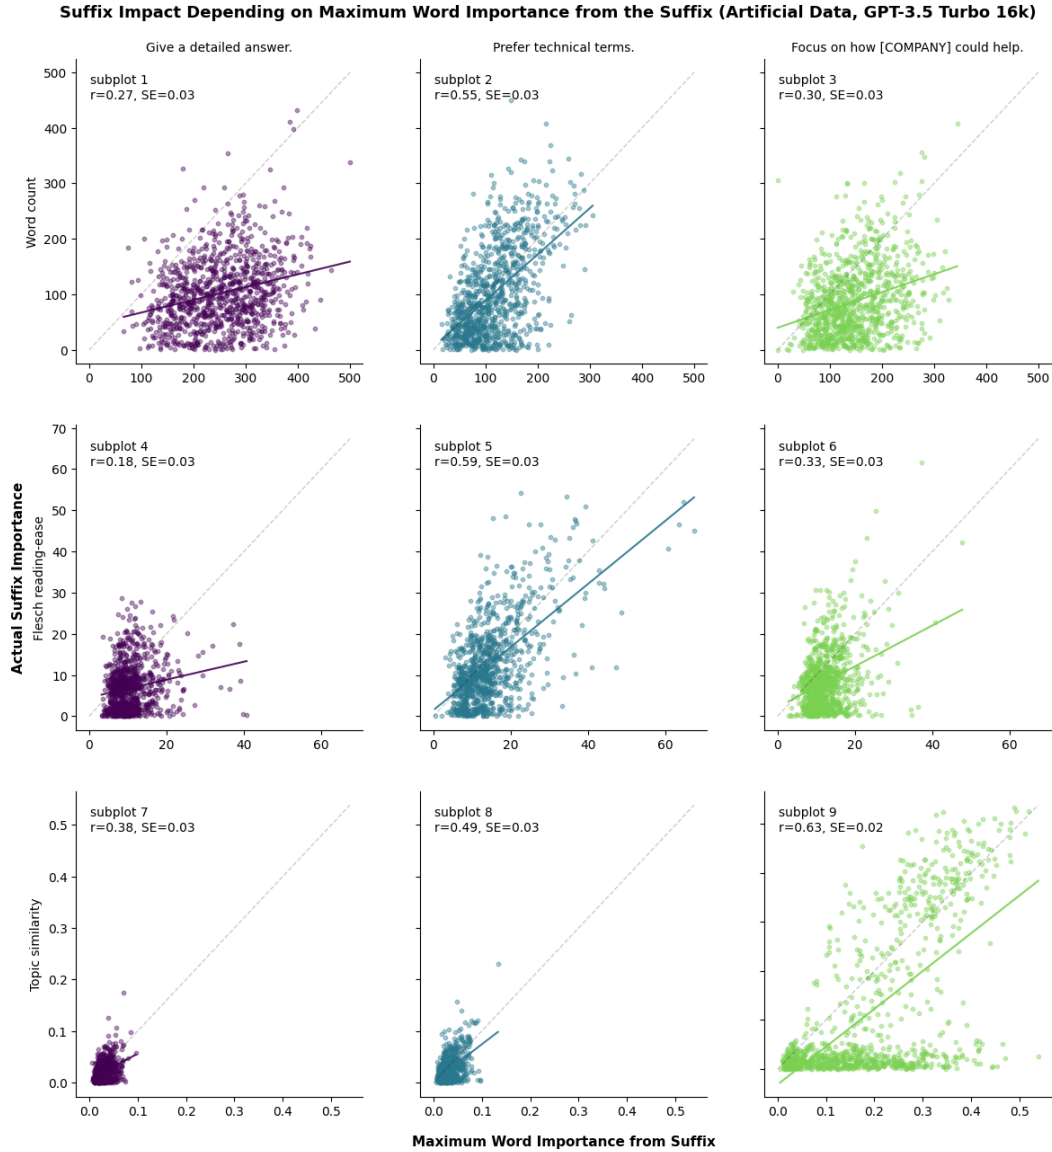 Suffix Impact Depending on Maximum Word Importance from the Suffix (Artificial Data, GPT-3.5 Turbo 16k)
Give a detailed answer.
Prefer technical terms.
Focus on how [COMPANY] could help.
subplot 1
r=0.27, SE=0.03
subplot 2
r=0.55, SE=0.03
subplot 3
r=0.30, SE=0.03
500
400
300
200
100
0
Word count
0 100 200 300 400 500
0 100 200 300 400 500
0 100 200 300 400 500
subplot 4
r=0.18, SE=0.03
subplot 5
r=0.59, SE=0.03
subplot 6
r=0.33, SE=0.03
70
60
50
40
30
20
10
0
Actual Suffix Importance
Flesch reading-ease
0 20 40 60
0 20 40 60
0 20 40 60
subplot 7
r=0.38, SE=0.03
subplot 8
r=0.49, SE=0.03
subplot 9
r=0.63, SE=0.02
0.5
0.4
0.3
0.2
0.1
0.0
Topic similarity
0.0 0.1 0.2 0.3 0.4 0.5
0.0 0.1 0.2 0.3 0.4 0.5
0.0 0.1 0.2 0.3 0.4 0.5
Maximum Word Importance from Suffix